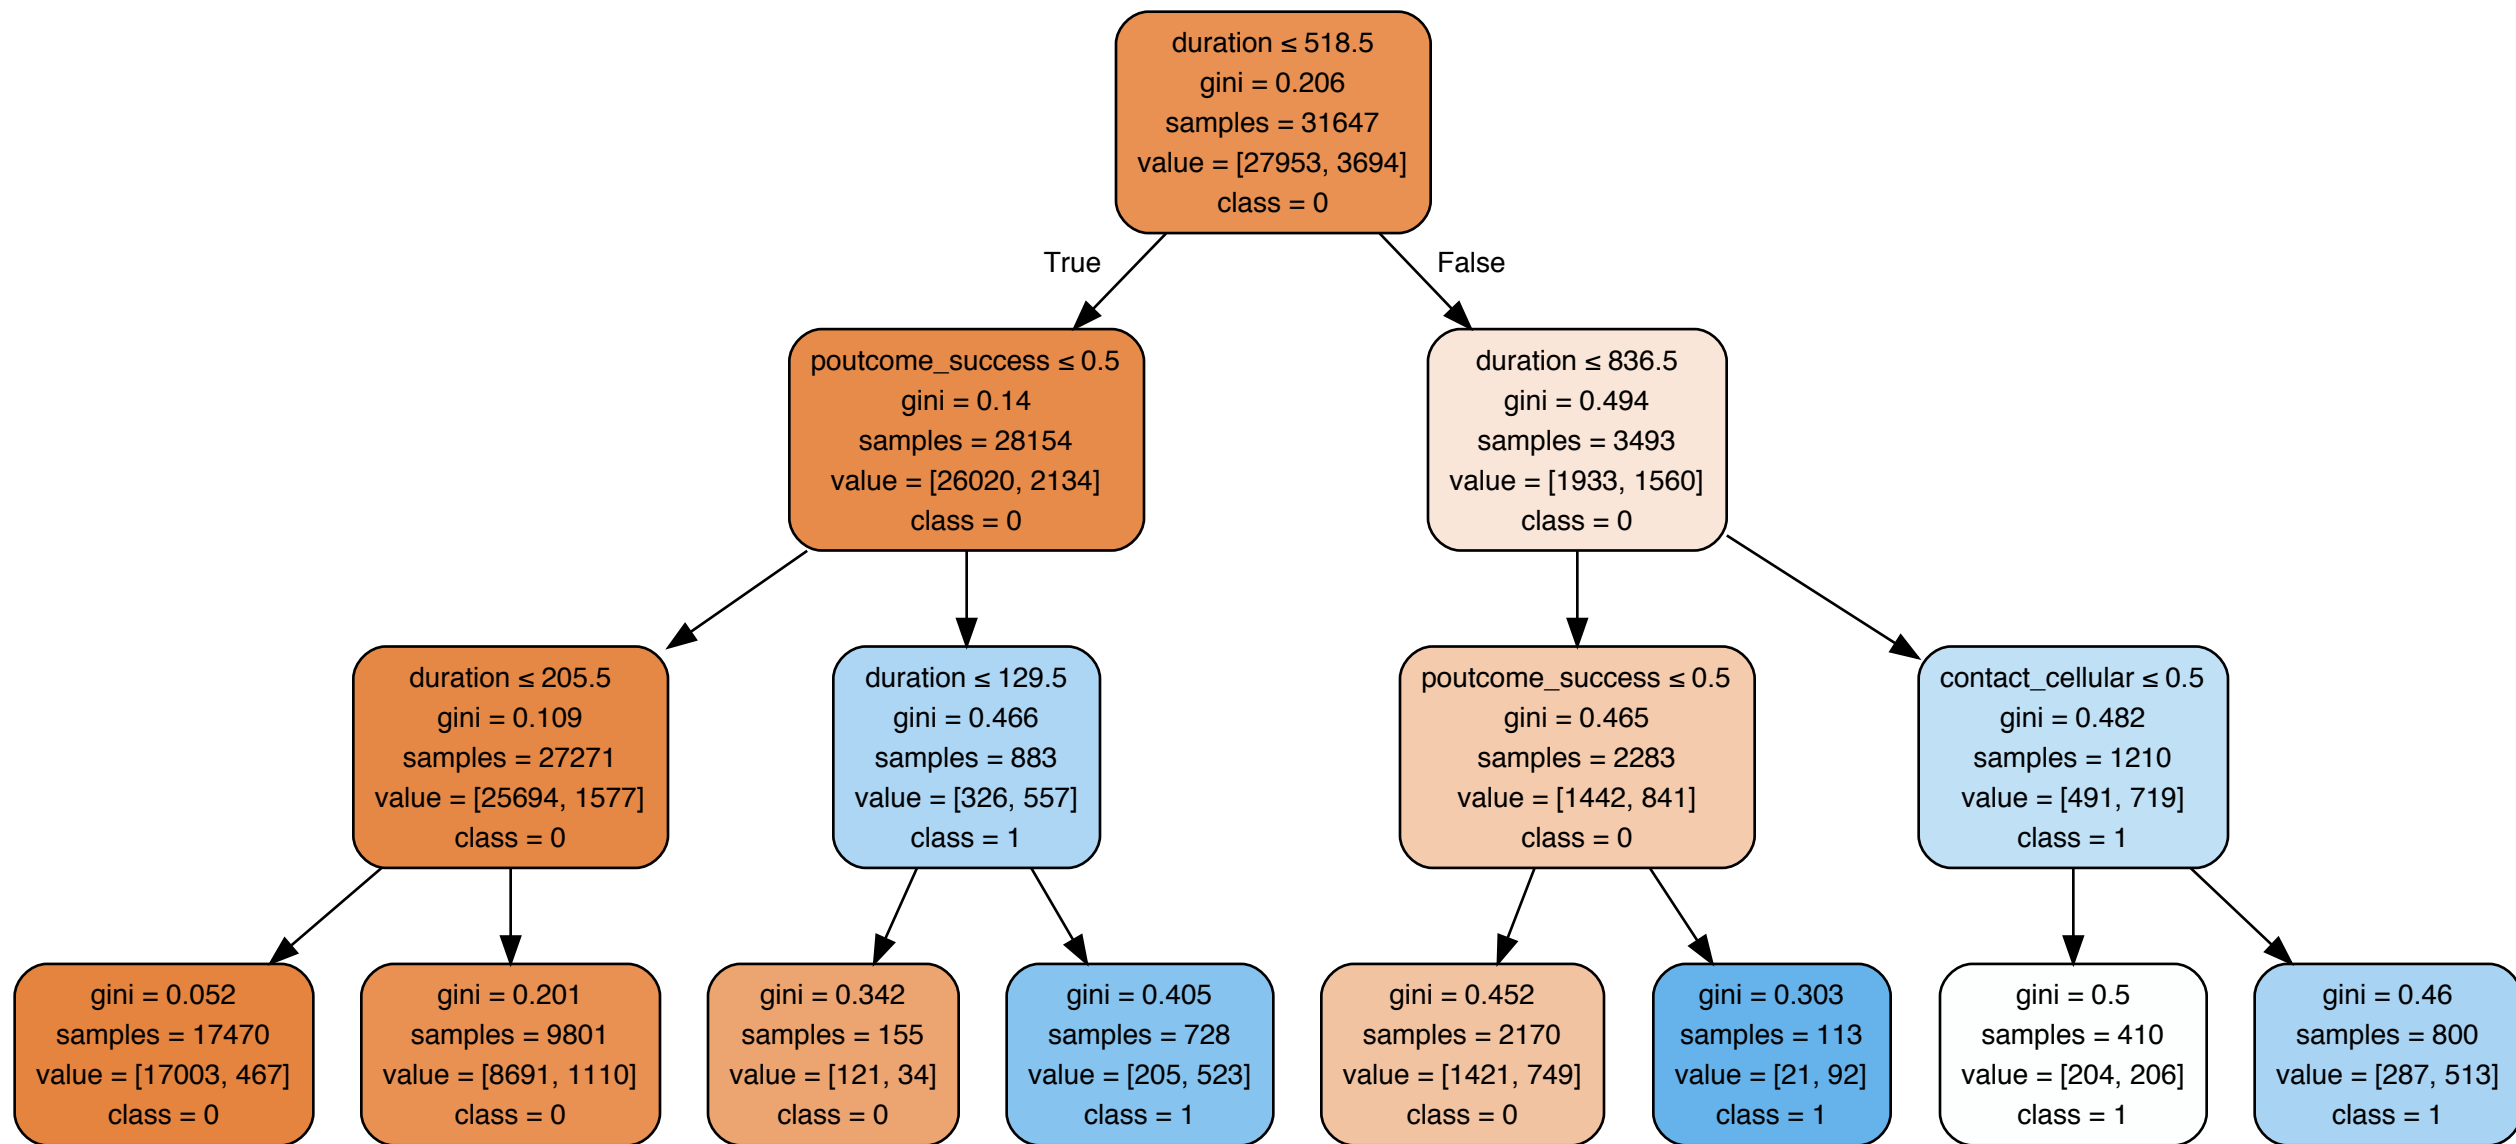 duration ≤ 518.5
gini = 0.206
samples = 31647
value = [27953, 3694]
class = 0
True
False
poutcome_success ≤ 0.5
gini = 0.14
samples = 28154
value = [26020, 2134]
class = 0
duration ≤ 836.5
gini = 0.494
samples = 3493
value = [1933, 1560]
class = 0
duration ≤ 205.5
gini = 0.109
samples = 27271
value = [25694, 1577]
class = 0
duration ≤ 129.5
gini = 0.466
samples = 883
value = [326, 557]
class = 1
poutcome_success ≤ 0.5
gini = 0.465
samples = 2283
value = [1442, 841]
class = 0
contact_cellular ≤ 0.5
gini = 0.482
samples = 1210
value = [491, 719]
class = 1
gini = 0.052
samples = 17470
value = [17003, 467]
class = 0
gini = 0.201
samples = 9801
value = [8691, 1110]
class = 0
gini = 0.342
samples = 155
value = [121, 34]
class = 0
gini = 0.405
samples = 728
value = [205, 523]
class = 1
gini = 0.452
samples = 2170
value = [1421, 749]
class = 0
gini = 0.303
samples = 113
value = [21, 92]
class = 1
gini = 0.5
samples = 410
value = [204, 206]
class = 1
gini = 0.46
samples = 800
value = [287, 513]
class = 1